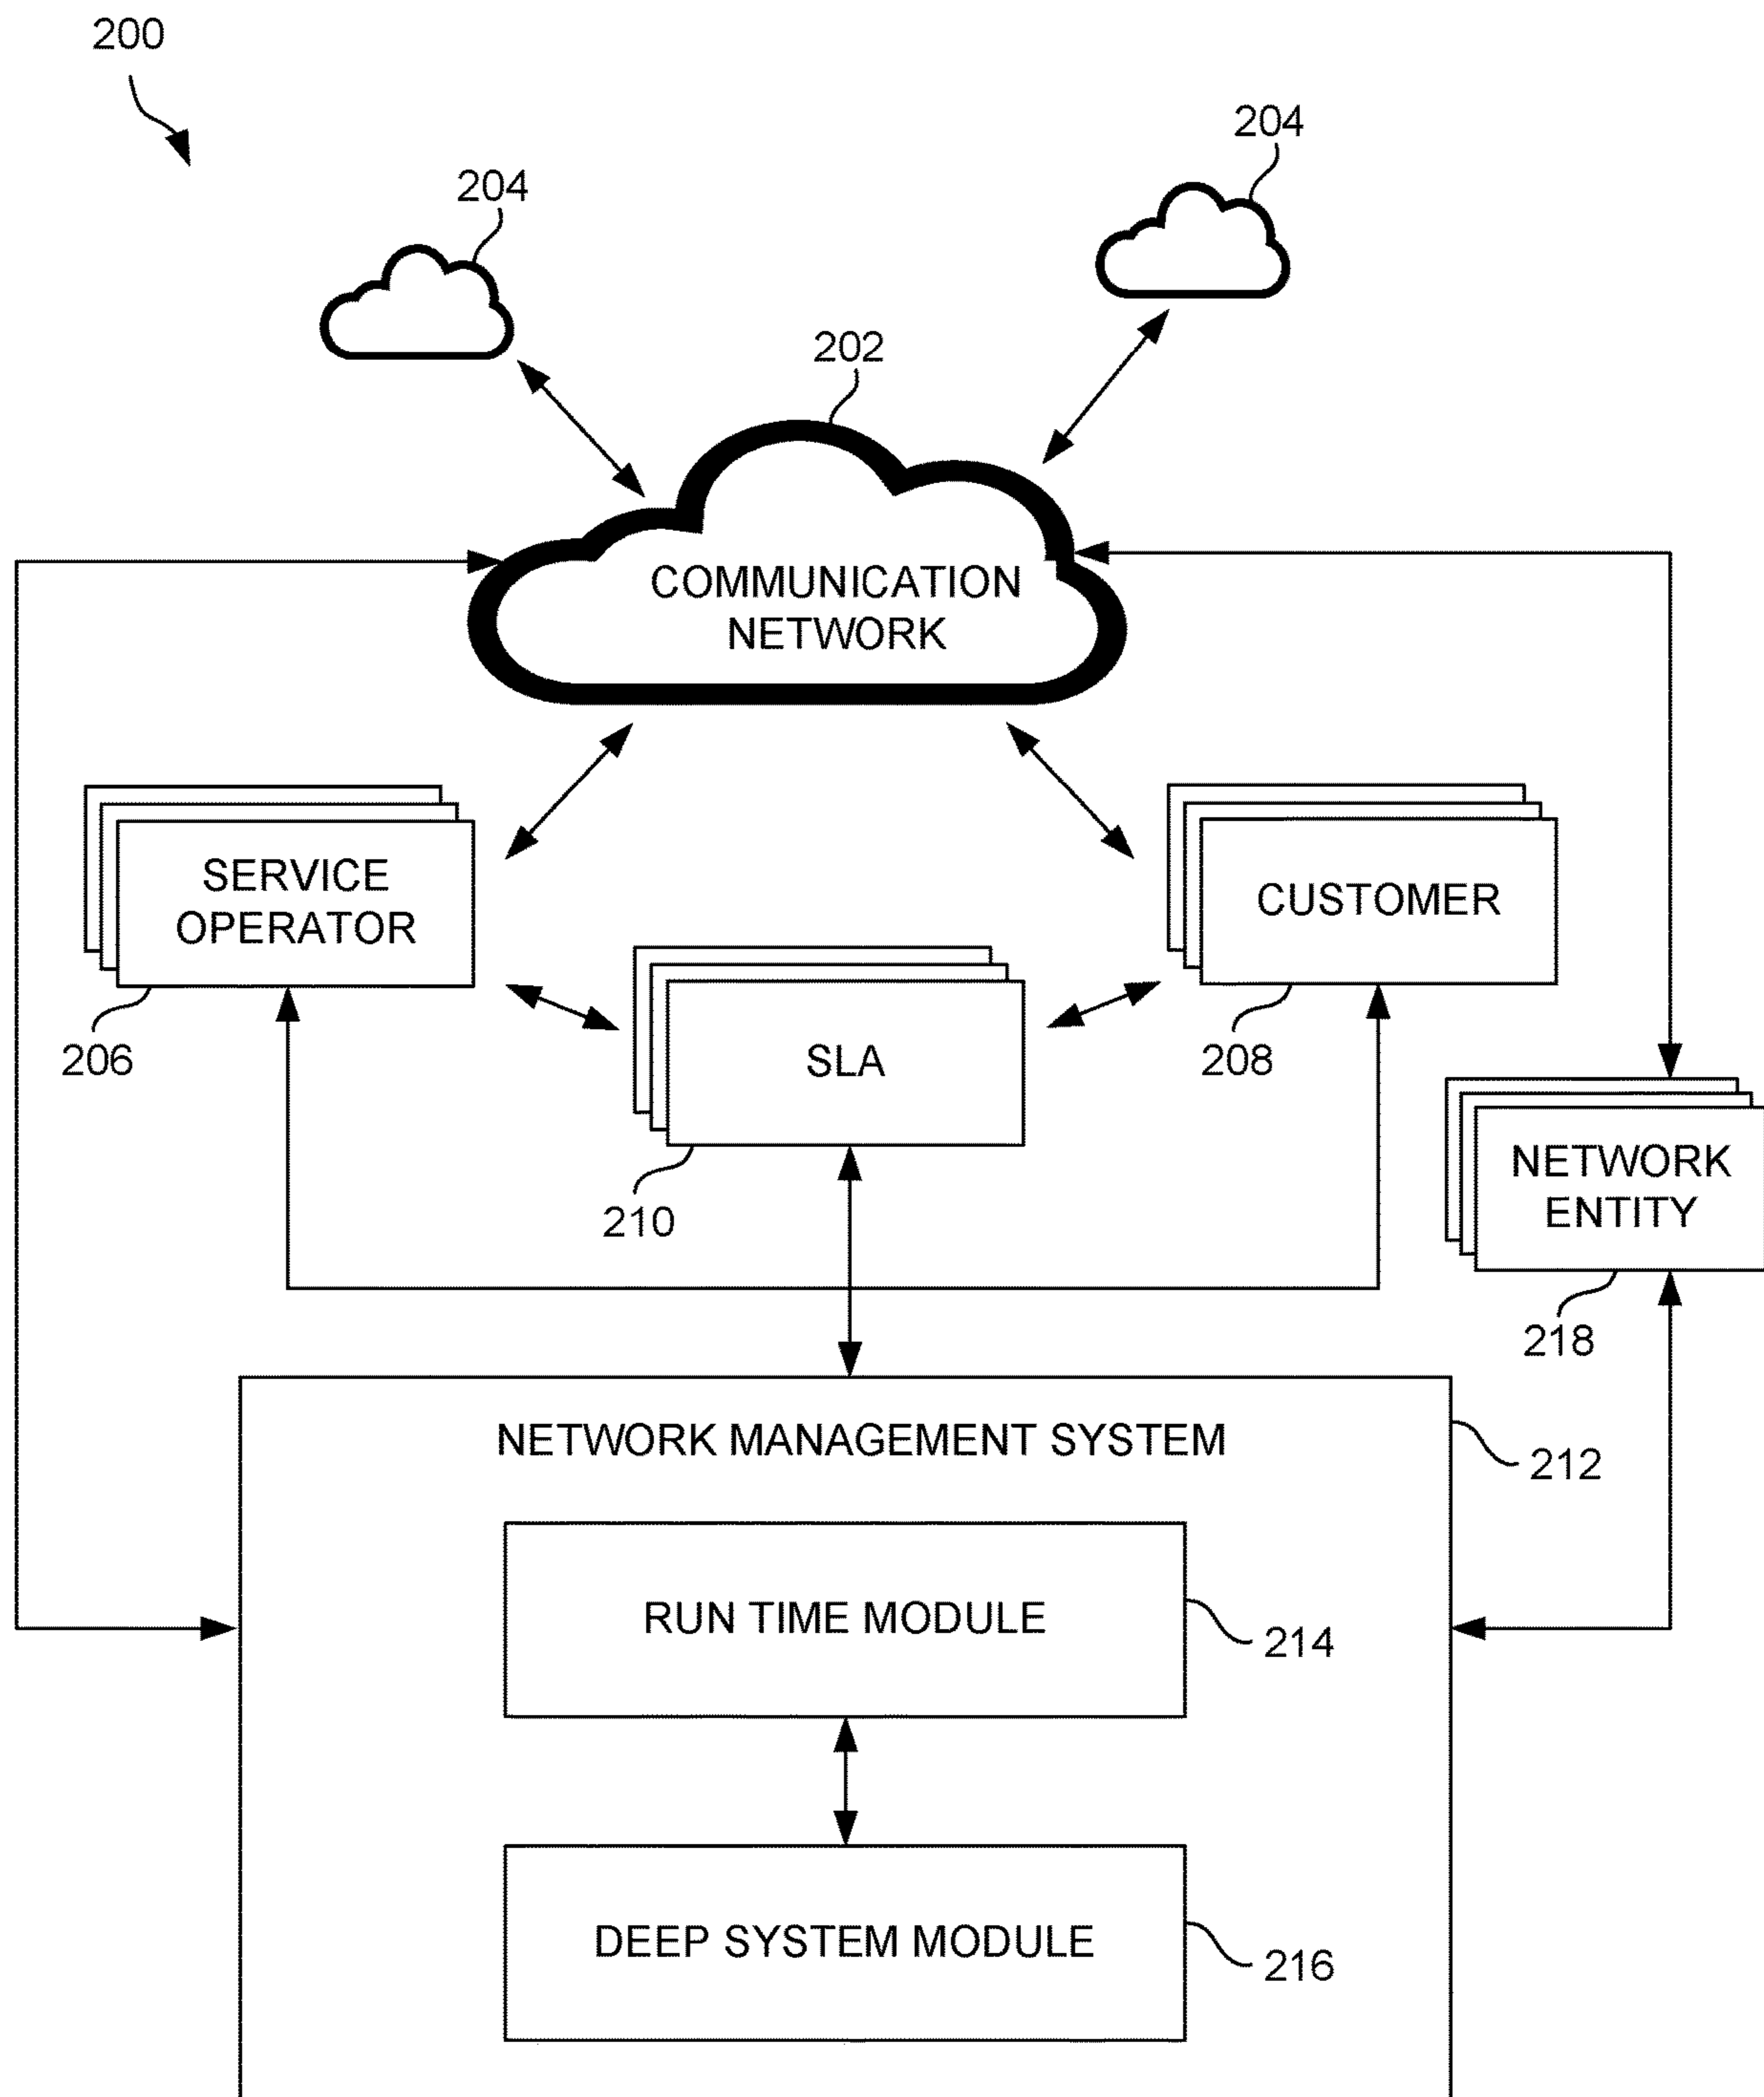 200
204
204
202
COMMUNICATION
NETWORK
SERVICE
OPERATOR
CUSTOMER
206
SLA
208
210
NETWORK
ENTITY
218
NETWORK MANAGEMENT SYSTEM
212
RUN TIME MODULE
214
DEEP SYSTEM MODULE
216